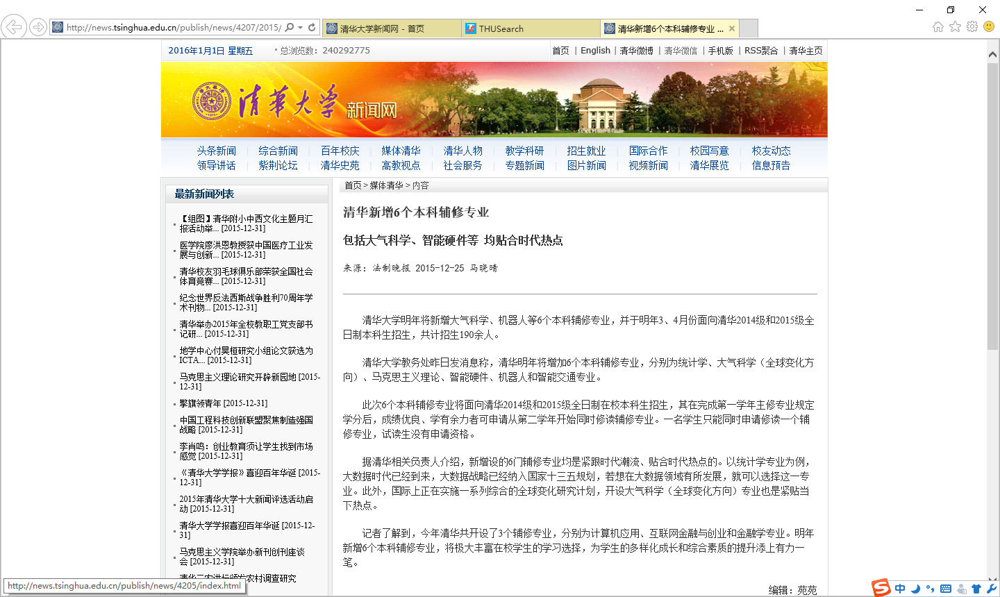 http://news.tsinghua.edu.cn/publish/news/4207/2015/
清华大学新闻网 - 首页
THUSearch
清华新增6个本科辅修专业 ...
2016年1月1日 星期五
总浏览数：240292775
首页 | English | 清华微博 | 清华微信 | 手机版 | RSS聚合 | 清华主页
清华大学 新闻网
头条新闻 综合新闻 百年校庆 媒体清华 清华人物 教学科研 招生就业 国际合作 校园写意 校友动态
领导讲话 紫荆论坛 清华史苑 高教视点 社会服务 专题新闻 图片新闻 视频新闻 清华展览 信息预告
最新新闻列表
【组图】清华附小中西文化主题月汇
报活动举... [2015-12-31]
医学院廖洪恩教授获中国医疗工业发
展与创新... [2015-12-31]
清华校友羽毛球俱乐部荣获全国社会
体育竞赛... [2015-12-31]
纪念世界反法西斯战争胜利70周年学
术刊物... [2015-12-31]
清华举办2015年全校教职工党支部书
记研... [2015-12-31]
地学中心付昊桓研究小组论文获选为
ICTA... [2015-12-31]
马克思主义理论研究开辟新园地 [2015-
12-31]
擎旗领青年 [2015-12-31]
中国工程科技创新联盟聚焦制造强国
战略 [2015-12-31]
李肖鸣：创业教育须让学生找到市场
感觉 [2015-12-31]
《清华大学学报》喜迎百年华诞 [2015-
12-31]
2015年清华大学十大新闻评选活动启
动 [2015-12-31]
清华大学学报喜迎百年华诞 [2015-12-
31]
马克思主义学院举办新刊创刊座谈
会 [2015-12-31]
清华三农讲坛颁发农村调查研究
首页 > 媒体清华 > 内容
清华新增6个本科辅修专业
包括大气科学、智能硬件等 均贴合时代热点
来源：法制晚报 2015-12-25 马晓晴
清华大学明年将新增大气科学、机器人等6个本科辅修专业，并于明年3、4月份面向清华2014级和2015级全
日制本科生招生，共计招生190余人。
清华大学教务处昨日发消息称，清华明年将增加6个本科辅修专业，分别为统计学、大气科学（全球变化方
向）、马克思主义理论、智能硬件、机器人和智能交通专业。
此次6个本科辅修专业将面向清华2014级和2015级全日制在校本科生招生，其在完成第一学年主修专业规定
学分后，成绩优良、学有余力者可申请从第二学年开始同时修读辅修专业。一名学生只能同时申请修读一个辅
修专业，试读生没有申请资格。
据清华相关负责人介绍，新增设的6门辅修专业均是紧跟时代潮流、贴合时代热点的。以统计学专业为例，
大数据时代已经到来，大数据战略已经纳入国家十三五规划，若想在大数据领域有所发展，就可以选择这一专
业。此外，国际上正在实施一系列综合的全球变化研究计划，开设大气科学（全球变化方向）专业也是紧贴当
下热点。
记者了解到，今年清华共开设了3个辅修专业，分别为计算机应用、互联网金融与创业和金融学专业。明年
新增6个本科辅修专业，将极大丰富在校学生的学习选择，为学生的多样化成长和综合素质的提升添上有力一
笔。
编辑：苑苑
http://news.tsinghua.edu.cn/publish/news/4205/index.html
S 中